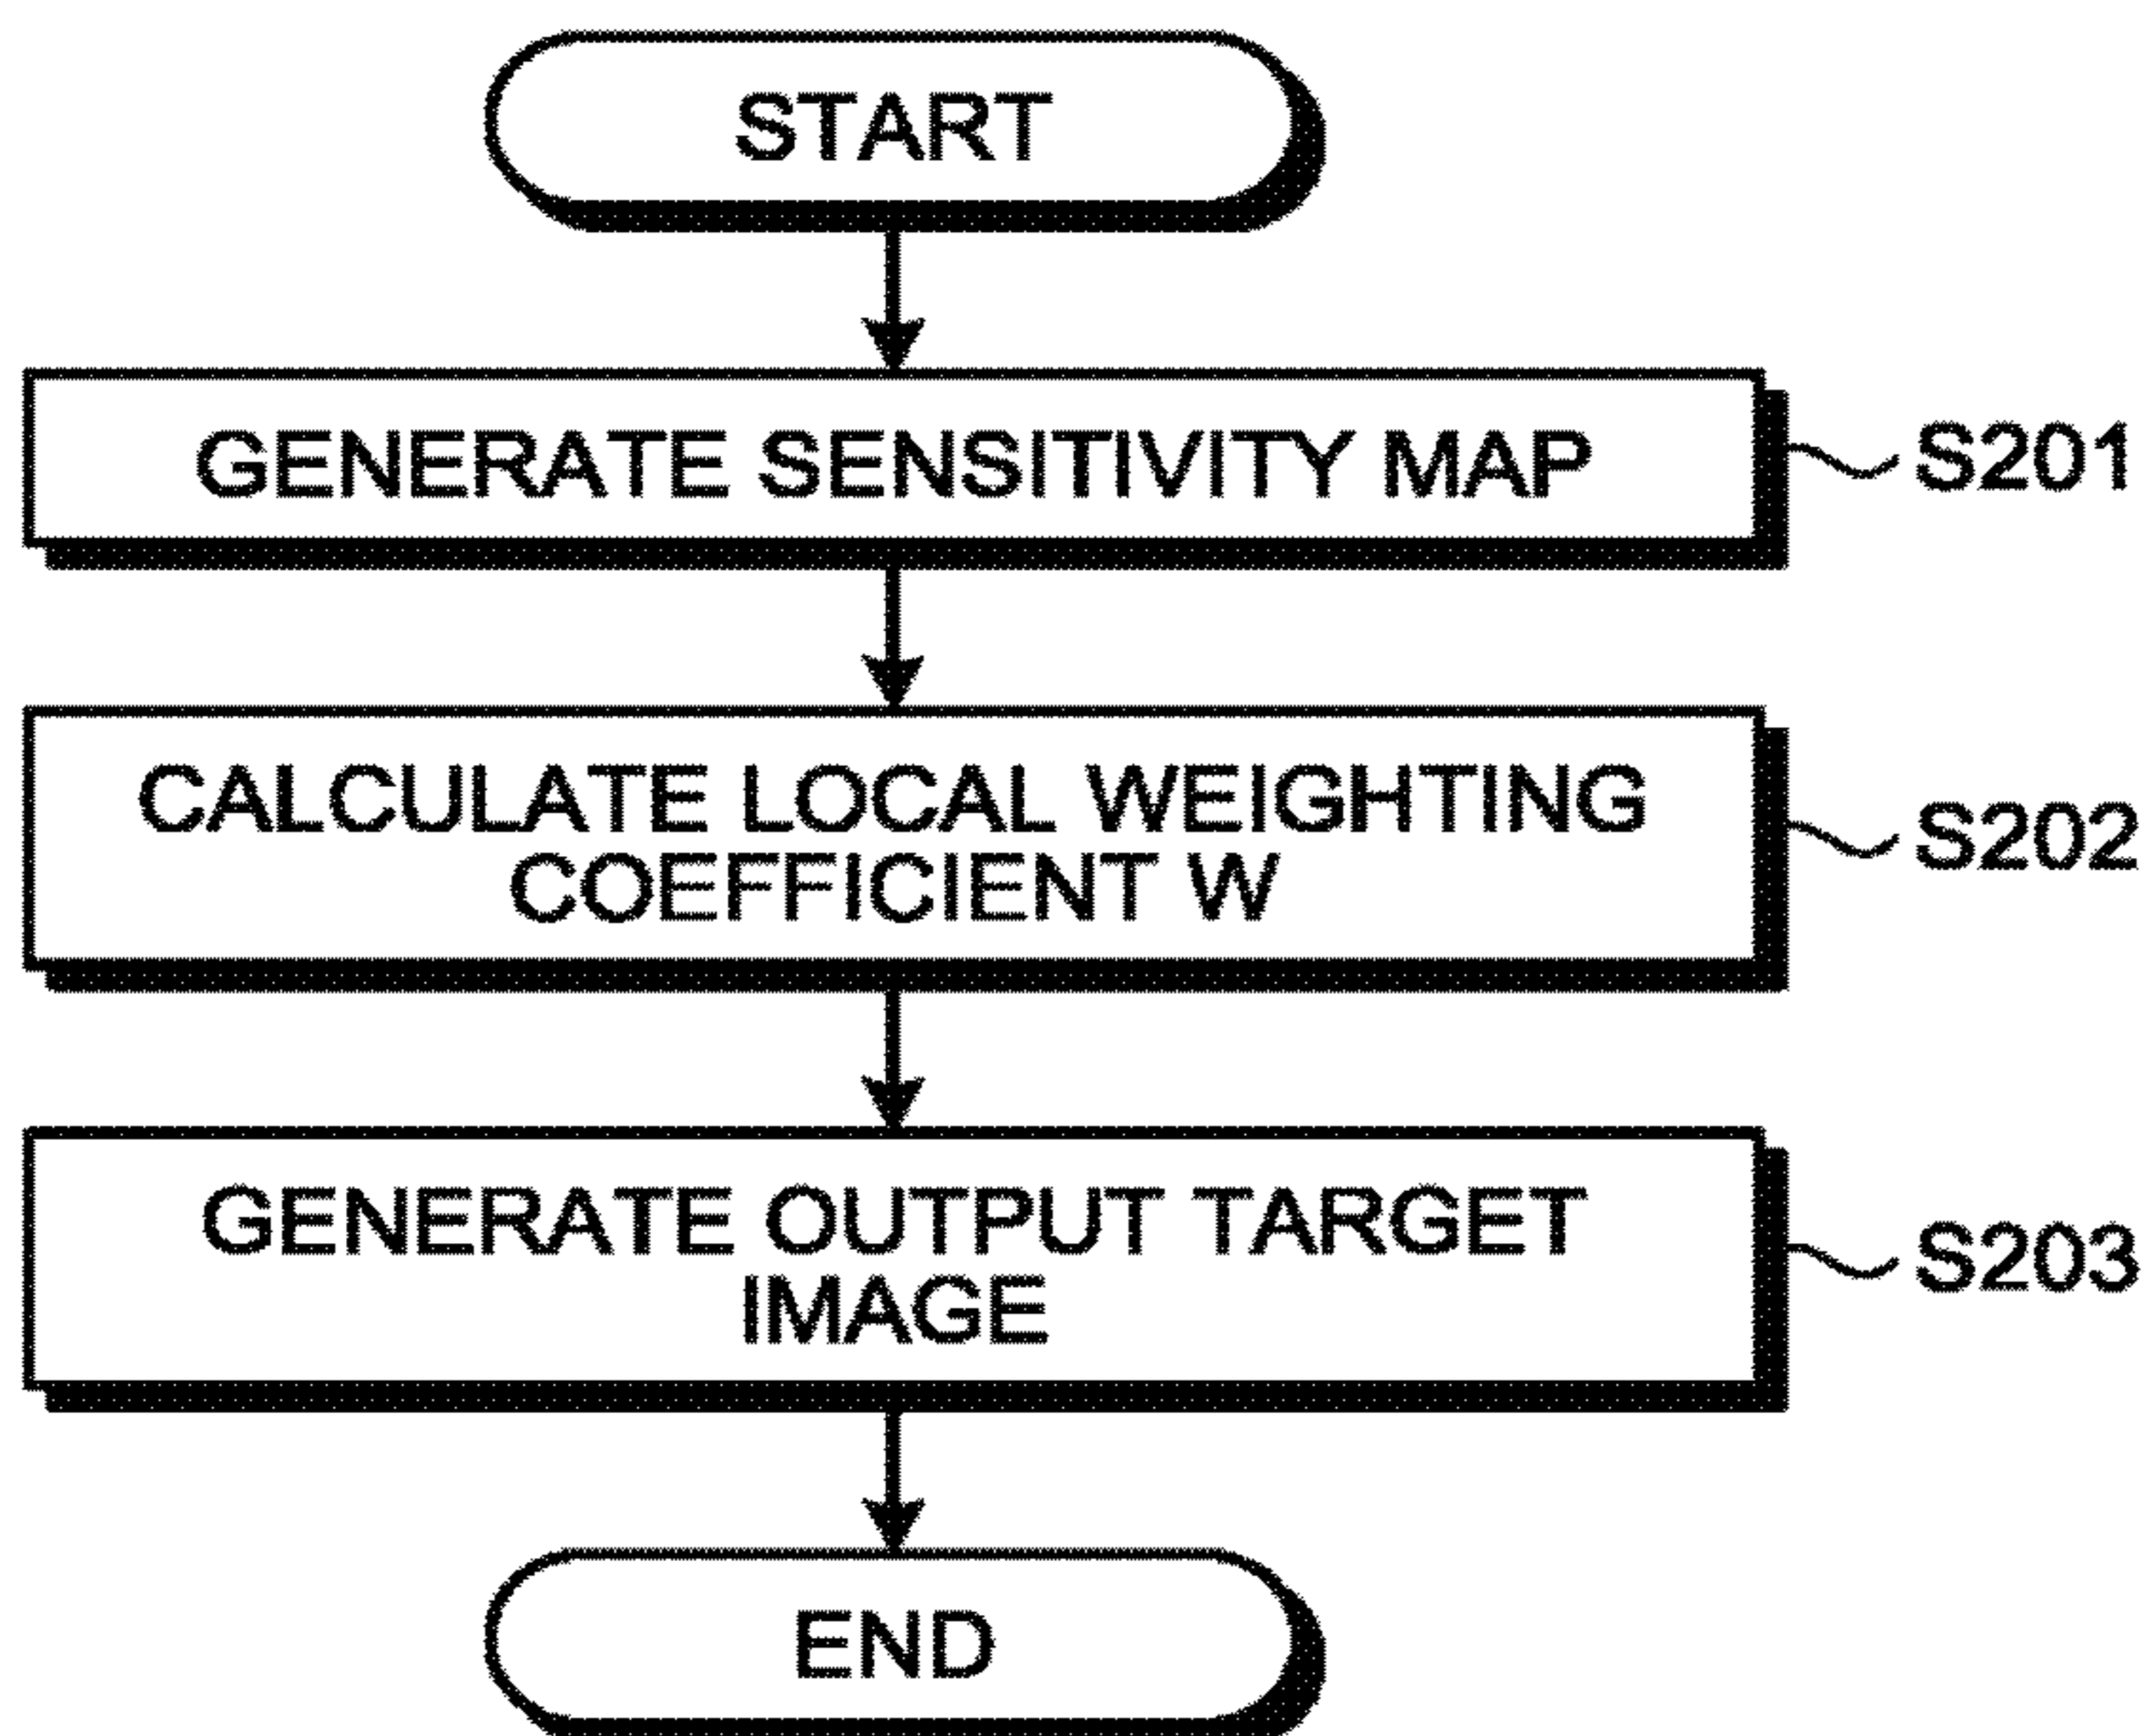 START
GENERATE SENSITIVITY MAP
S201
CALCULATE LOCAL WEIGHTING
COEFFICIENT W
S202
GENERATE OUTPUT TARGET
IMAGE
S203
END